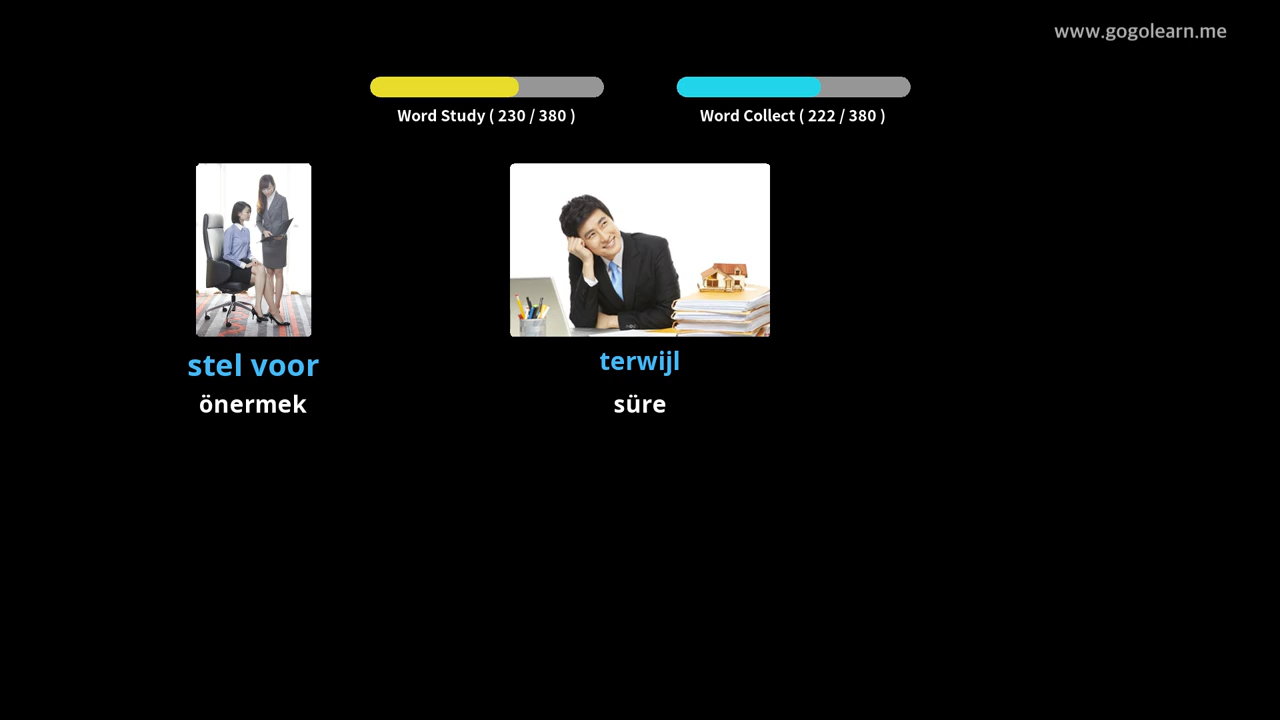 www.gogolearn.me
Word Study ( 230 / 380 )
Word Collect ( 222 / 380 )
stel voor
önermek
terwijl
süre